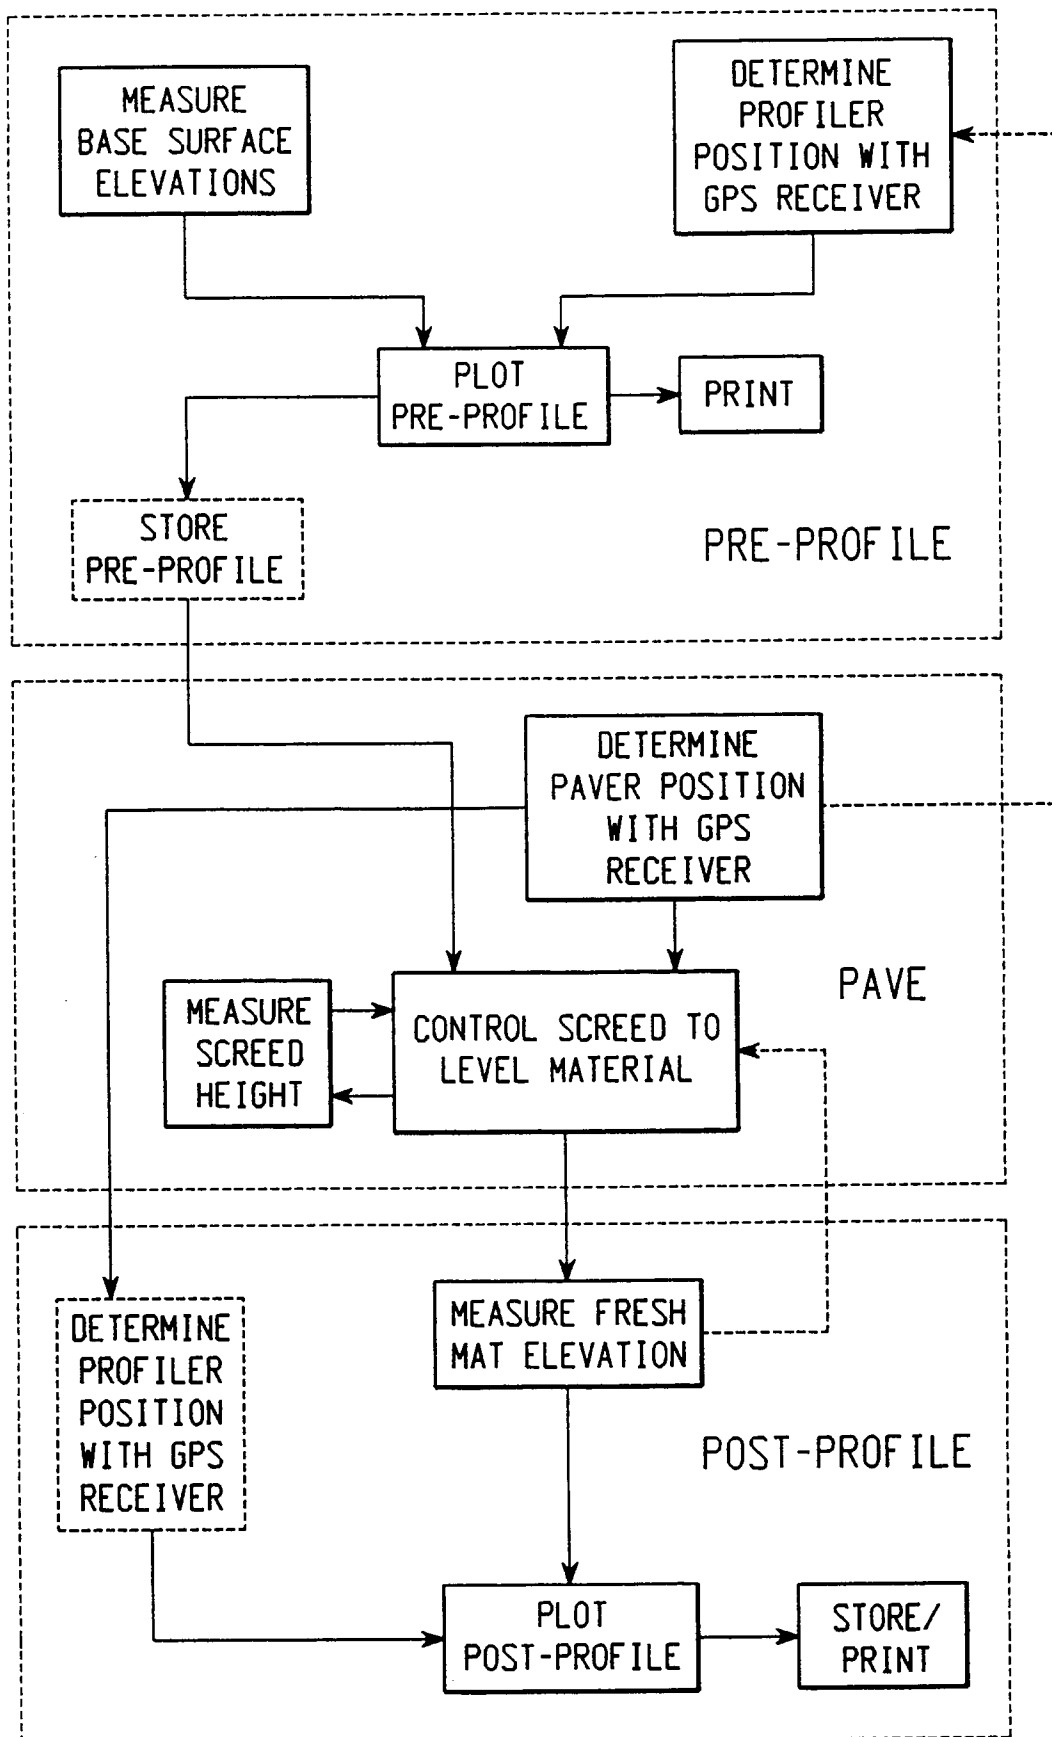 MEASURE
BASE SURFACE
ELEVATIONS
DETERMINE
PROFILER
POSITION WITH
GPS RECEIVER
PLOT
PRE-PROFILE
PRINT
STORE
PRE-PROFILE
PRE-PROFILE
DETERMINE
PAVER POSITION
WITH GPS
RECEIVER
PAVE
MEASURE
SCREED
HEIGHT
CONTROL SCREED TO
LEVEL MATERIAL
DETERMINE
PROFILER
POSITION
WITH GPS
RECEIVER
MEASURE FRESH
MAT ELEVATION
POST-PROFILE
PLOT
POST-PROFILE
STORE/
PRINT